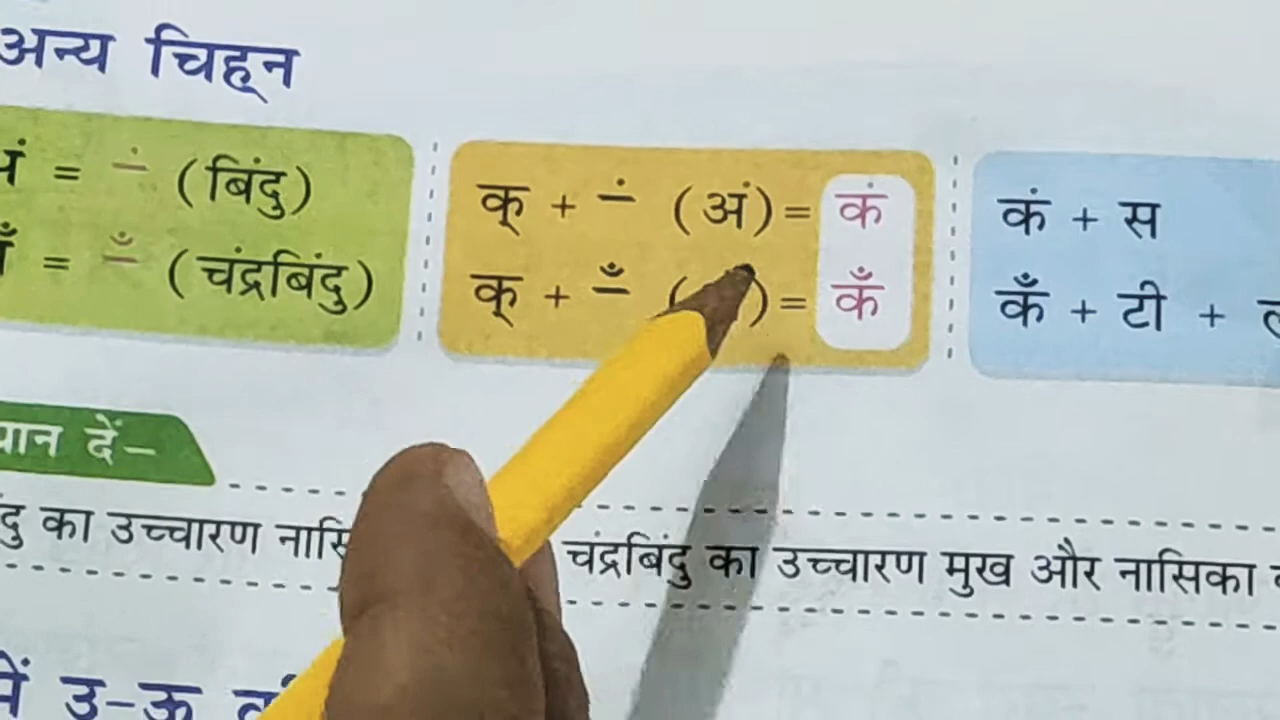 अन्य चिह्न
= ֗ (बिंदु)
= ँ (चंद्रबिंदु)
क् + ं (अं) = कं
क् + ँ ( ) = कँ
कं + स
कँ + टी +
दें–
का उच्चारण चंद्रबिंदु का उच्चारण मुख और नासिका
में उ-ऊ